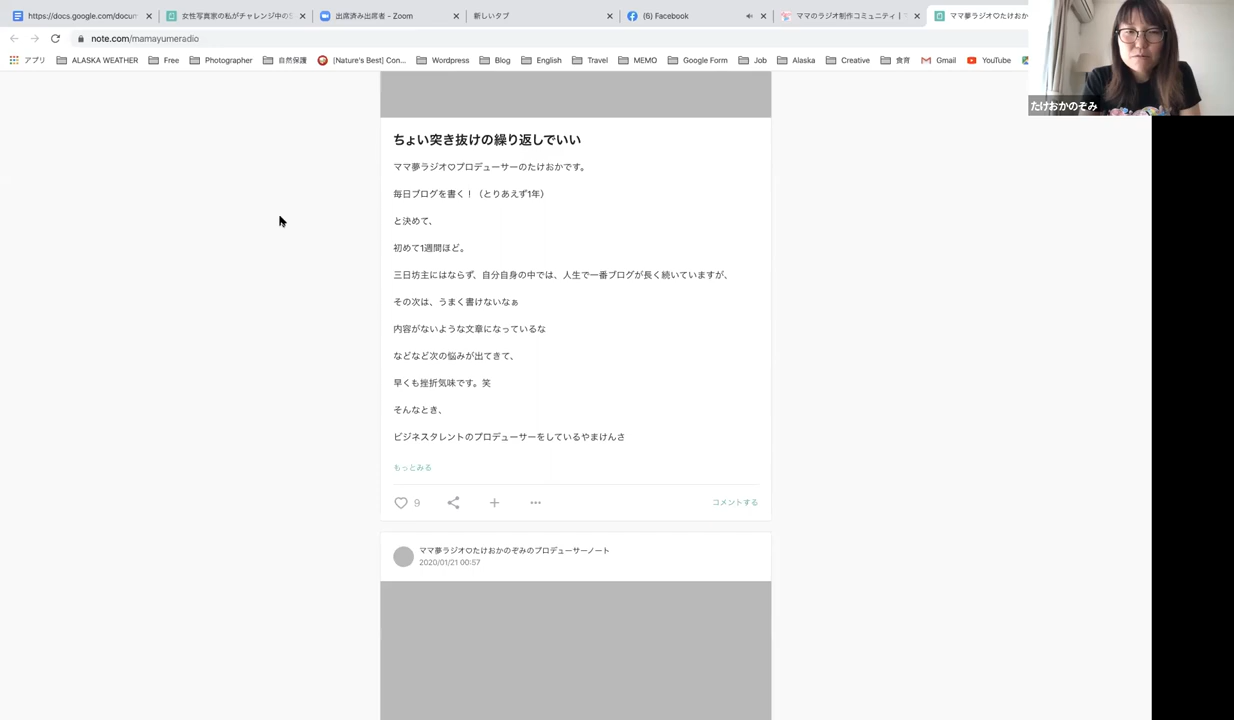 https://docs.google.com/docum
女性写真家の私がチャレンジ中の
出席済み出席者 - Zoom
新しいタブ
(6) Facebook
ママのラジオ制作コミュニティ |
ママ夢ラジオ♡たけおか
note.com/mamayumeradio
アプリ ALASKA WEATHER Free Photographer 自然保護 [Nature's Best] Con... Wordpress Blog English Travel MEMO Google Form Job Alaska Creative 食育 Gmail YouTube
たけおかのぞみ
ちょい突き抜けの繰り返しでいい
ママ夢ラジオ♡プロデューサーのたけおかです。
毎日ブログを書く！（とりあえず1年）
と決めて、
初めて1週間ほど。
三日坊主にはならず、自分自身の中では、人生で一番ブログが長く続いていますが、
その次は、うまく書けないなぁ
内容がないような文章になっているな
などなど次の悩みが出てきて、
早くも挫折気味です。笑
そんなとき、
ビジネスタレントのプロデューサーをしているやまけんさ
もっとみる
9
コメントする
ママ夢ラジオ♡たけおかのぞみのプロデューサーノート
2020/01/21 00:57